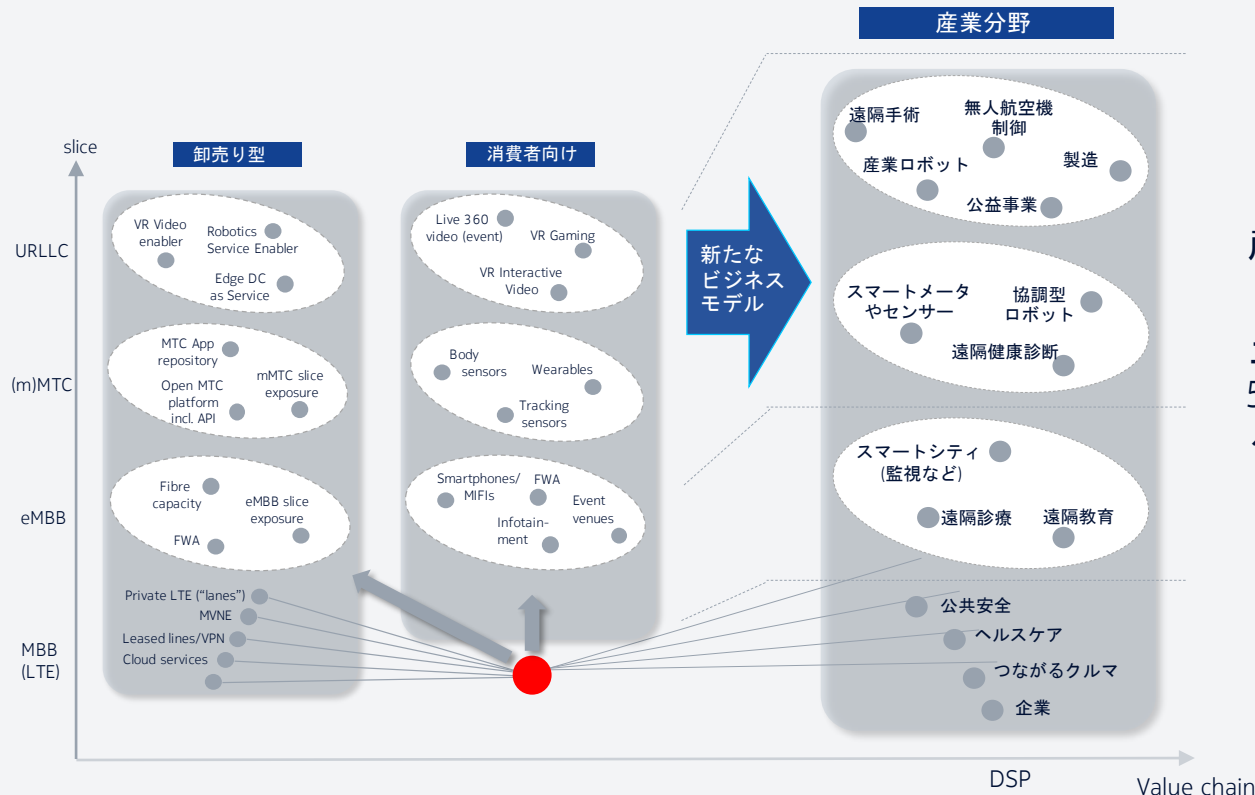 産業分野
slice
卸売り型
消費者向け
URLLC
(m)MTC
eMBB
MBB
(LTE)
VR Video
enabler
Robotics
Service Enabler
Edge DC
as Service
MTC App
repository
Open MTC
platform
incl. API
mMTC slice
exposure
Fibre
capacity
eMBB slice
exposure
FWA
Private LTE (“lanes”)
MVNE
Leased lines/VPN
Cloud services
Live 360
video (event)
VR Gaming
VR Interactive
Video
Body
sensors
Wearables
Tracking
sensors
Smartphones/
MIFIs
FWA
Event
venues
Infotain-
ment
新たな
ビジネス
モデル
遠隔手術
無人航空機
制御
産業ロボット
製造
公益事業
スマートメータ
やセンサー
協調型
ロボット
遠隔健康診断
スマートシティ
(監視など)
遠隔診療
遠隔教育
公共安全
ヘルスケア
つながるクルマ
企業
DSP
Value chain